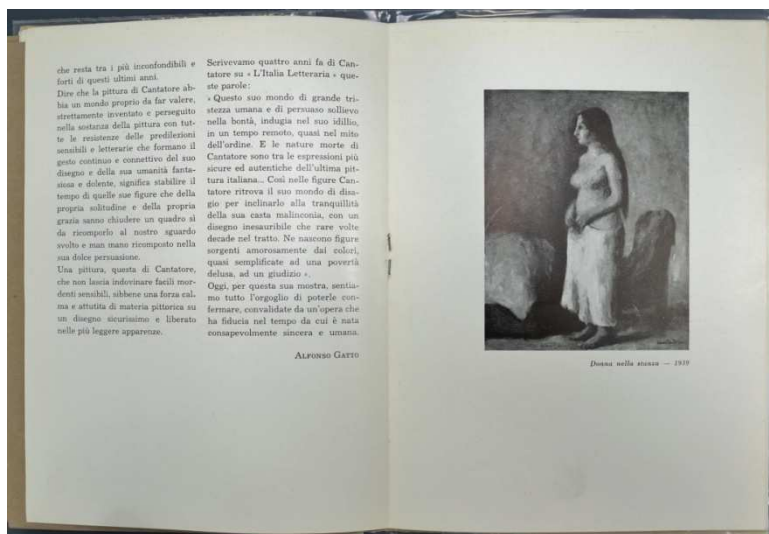 che resta tra i più inconfondibili e
forti di questi ultimi anni.
Dire che la pittura di Cantatore ab-
bia un mondo proprio da far valere,
strettamente inventato e perseguito
nella sostanza della pittura con tut-
te le resistenze delle predilezioni
sensibili e letterarie che formano il
gesto continuo e connettivo del suo
disegno e della sua umanità fanta-
siosa e dolente, significa stabilire il
tempo di quelle sue figure che della
propria solitudine e della propria
grazia sanno chiudere un quadro sì
da ricomporlo al nostro sguardo
svolto e man mano ricomposto nella
sua dolce persuasione.
Una pittura, questa di Cantatore,
che non lascia indovinare facili mor-
denti sensibili, sibbene una forza cal-
ma e attutita di materia pittorica su
un disegno sicurissimo e liberato
nelle più leggere apparenze.
Scrivevamo quattro anni fa di Can-
tatore su « L'Italia Letteraria » que-
ste parole:
« Questo suo mondo di grande tri-
stezza umana e di persuaso sollievo
nella bontà, indugia nel suo idillio,
in un tempo remoto, quasi nel mito
dell'ordine. E le nature morte di
Cantatore sono tra le espressioni più
sicure ed autentiche dell'ultima pit-
tura italiana... Così nelle figure Can-
tatore ritrova il suo mondo di disa-
gio per inclinarlo alla tranquillità
della sua casta malinconia, con un
disegno inesauribile che rare volte
decade nel tratto. Ne nascono figure
sorgenti amorosamente dai colori,
quasi semplificate ad una povertà
delusa, ad un giudizio ».
Oggi, per questa sua mostra, sentia-
mo tutto l'orgoglio di poterle con-
fermare, convalidate da un'opera che
ha fiducia nel tempo da cui è nata
consapevolmente sincera e umana.
ALFONSO GATTO
Donna nella stanza — 1939